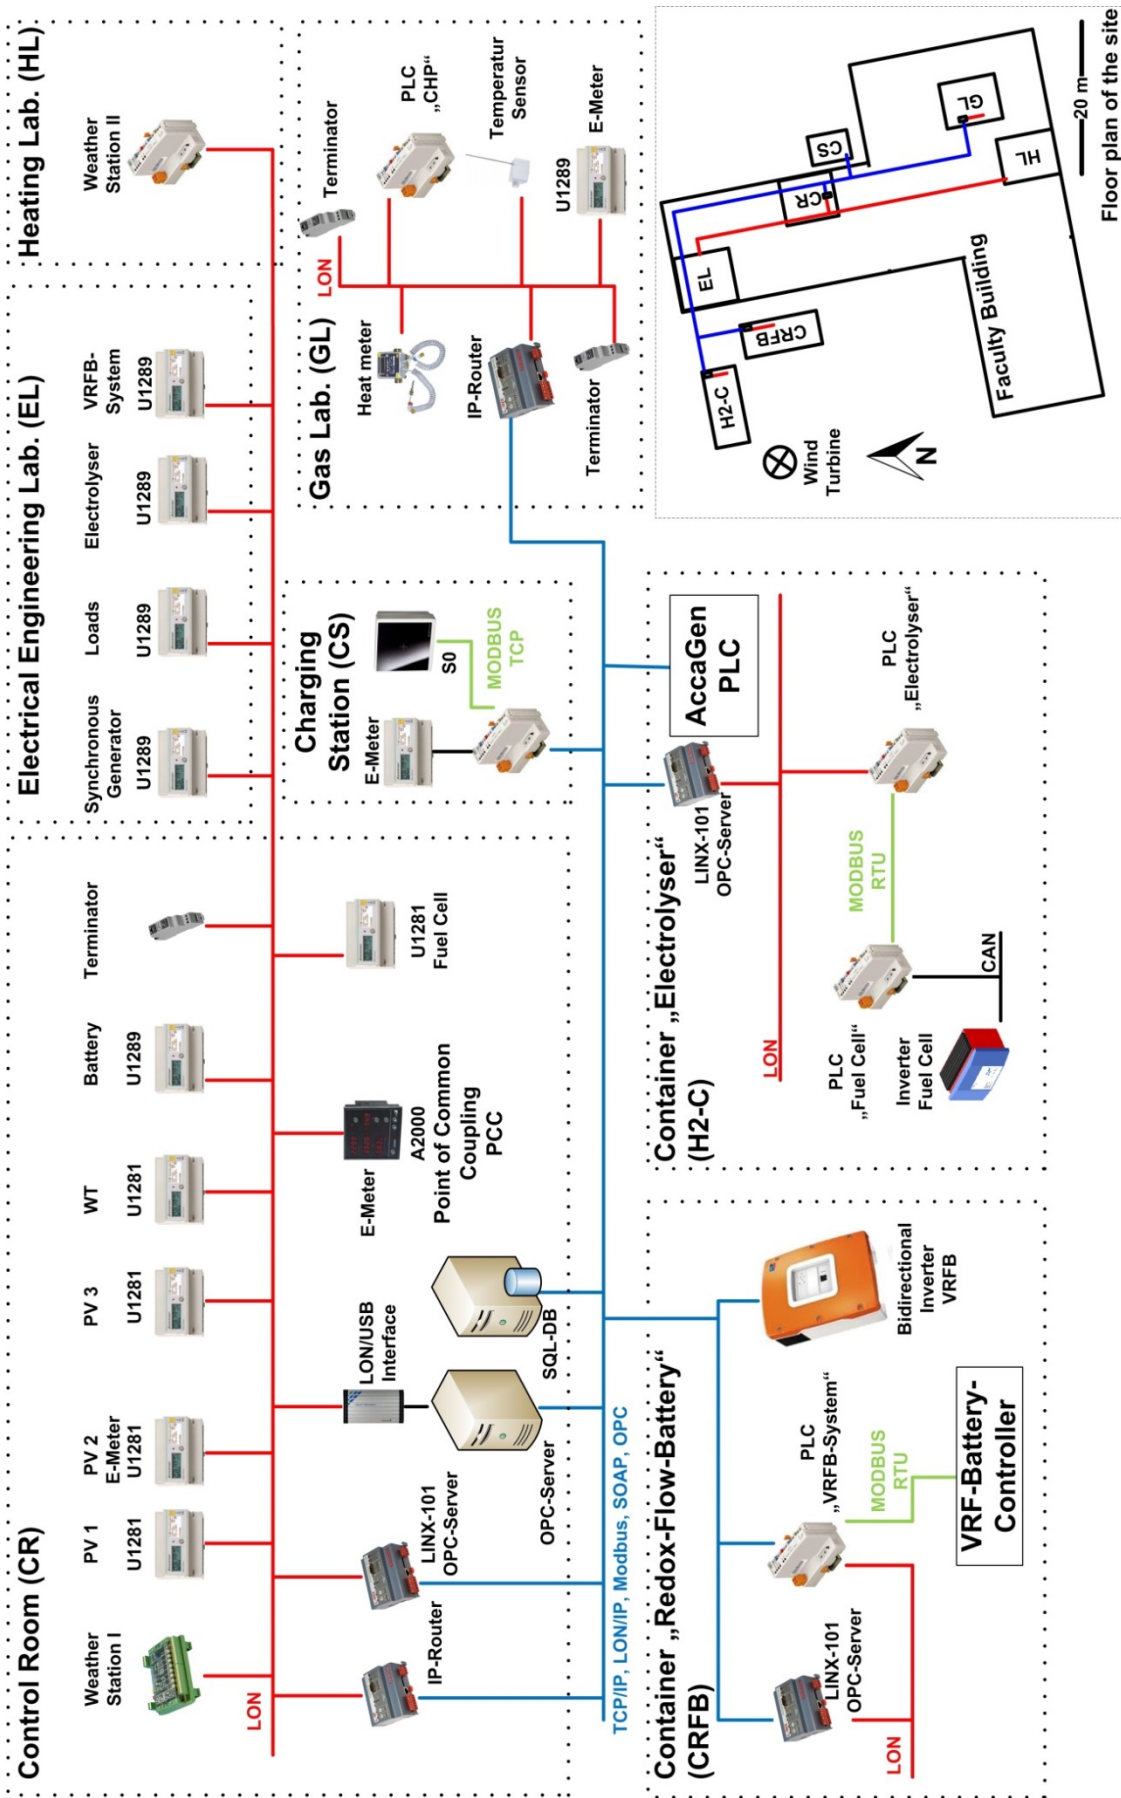 Control Room (CR)
Weather
Station I
PV 1
U1281
PV 2
E-Meter
U1281
PV 3
U1281
WT
U1281
Battery
U1289
Terminator
LON
IP-Router
LINX-101
OPC-Server
LON/USB
Interface
OPC-Server
SQL-DB
E-Meter
A2000
Point of Common
Coupling
PCC
U1281
Fuel Cell
Electrical Engineering Lab. (EL)
Synchronous
Generator
U1289
Loads
U1289
Electrolyser
U1289
VRFB-
System
U1289
Heating Lab. (HL)
Weather
Station II
Charging
Station (CS)
E-Meter
S0
MODBUS
TCP
Gas Lab. (GL)
LON
Terminator
PLC
„CHP“
Temperatur
Sensor
E-Meter
U1289
Heat meter
IP-Router
Terminator
TCP/IP, LON/IP, Modbus, SOAP, OPC
Container „Redox-Flow-Battery“
(CRFB)
LON
LINX-101
OPC-Server
PLC
„VRFB-System“
MODBUS
RTU
VRF-Battery-
Controller
Bidirectional
Inverter
VRFB
Container „Electrolyser“
(H2-C)
LON
LINX-101
OPC-Server
AccaGen
PLC
PLC
„Fuel Cell“
MODBUS
RTU
PLC
„Electrolyser“
Inverter
Fuel Cell
CAN
H2-C
CRFB
EL
CR
CS
GL
HL
Wind
Turbine
N
Faculty Building
20 m
Floor plan of the site